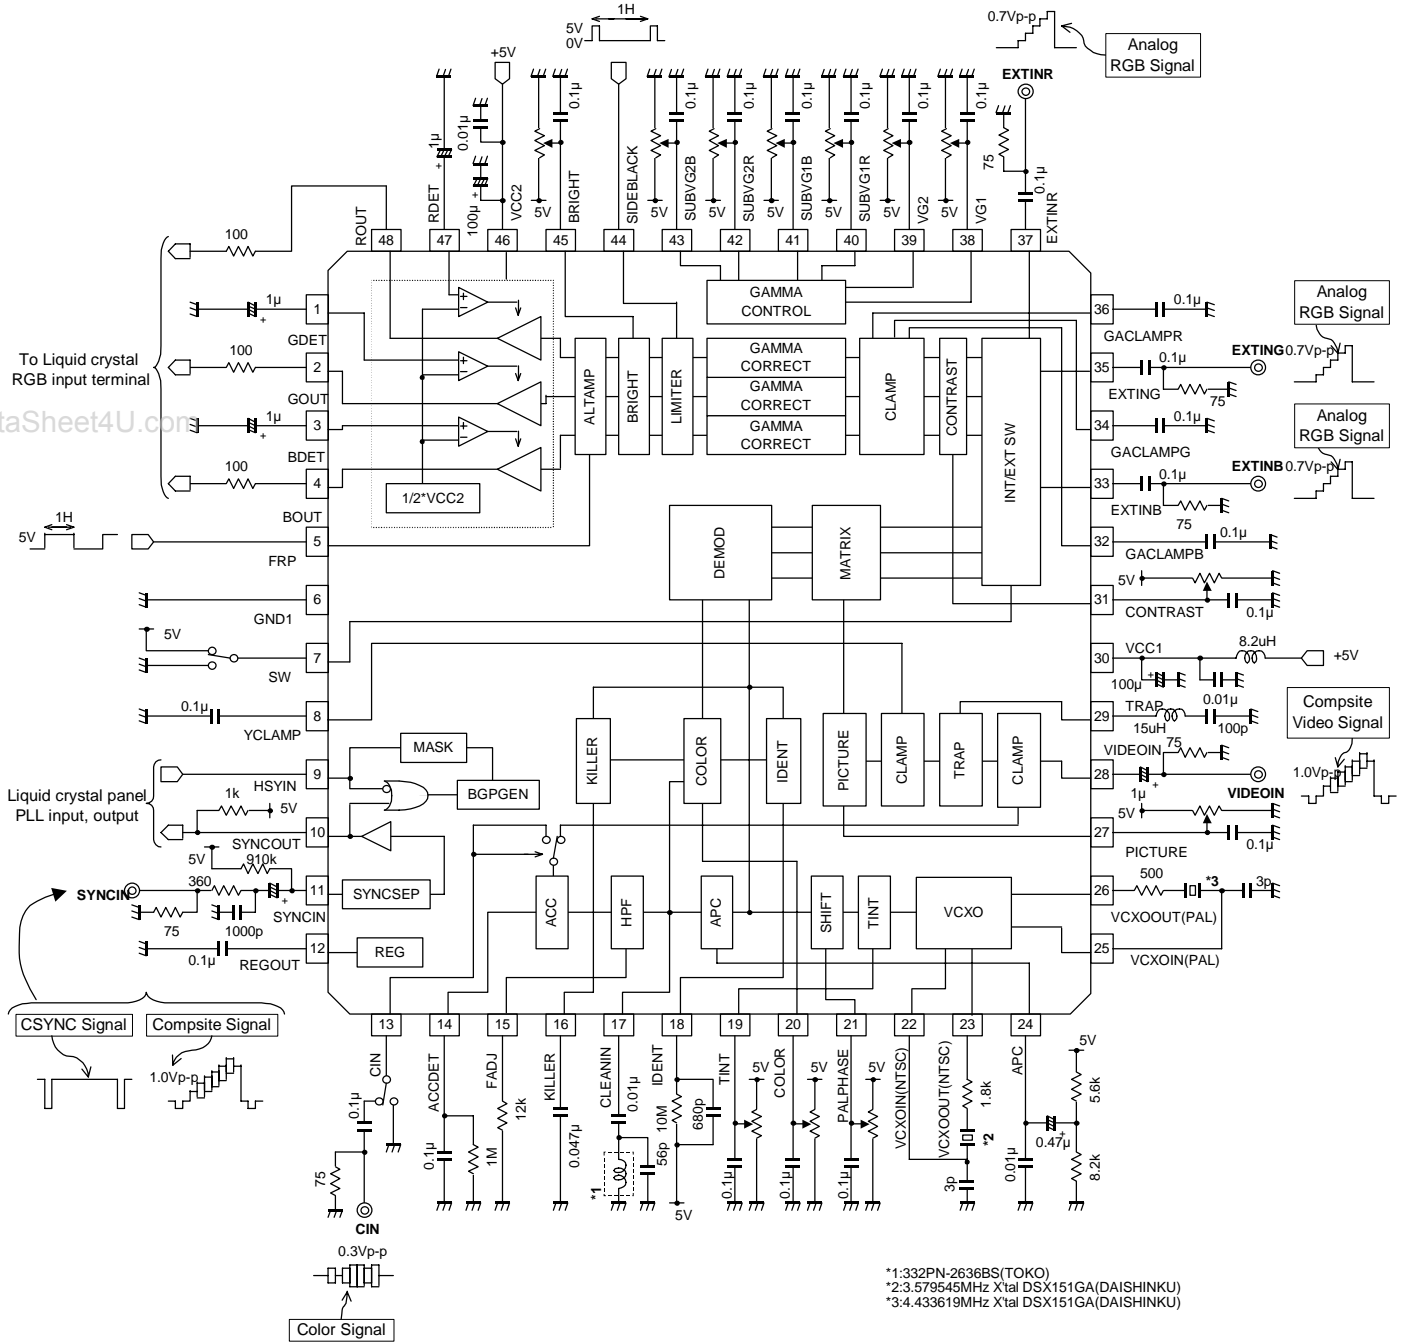 1H
5V
0V
0.7Vp-p
Analog
RGB Signal
+5V
EXTINR
0.1µ
0.1µ
0.1µ
0.1µ
0.1µ
0.1µ
0.1µ
1µ
+
0.01µ
100µ
+
75
0.1µ
5V
5V
5V
5V
5V
5V
5V
ROUT
RDET
VCC2
BRIGHT
SIDEBLACK
SUBVG2B
SUBVG2R
SUBVG1B
SUBVG1R
VG2
VG1
EXTINR
48
47
46
45
44
43
42
41
40
39
38
37
100
1µ
+
1
GDET
To Liquid crystal
RGB input terminal
100
2
GOUT
taSheet4U.com
1µ
+
3
BDET
100
4
BOUT
1H
5V
5
FRP
6
GND1
5V
7
SW
0.1µ
8
YCLAMP
Liquid crystal panel
PLL input, output
9
HSYIN
1k
5V
10
SYNCOUT
5V
910k
SYNCIN
360
+
11
SYNCIN
75
1000p
0.1µ
12
REGOUT
CSYNC Signal
Compsite Signal
1.0Vp-p
GAMMA
CONTROL
1/2*VCC2
ALTAMP
BRIGHT
LIMITER
GAMMA
CORRECT
GAMMA
CORRECT
GAMMA
CORRECT
CLAMP
CONTRAST
INT/EXT SW
DEMOD
MATRIX
MASK
BGPGEN
KILLER
COLOR
IDENT
PICTURE
CLAMP
TRAP
CLAMP
SYNCSEP
REG
ACC
HPF
APC
SHIFT
TINT
VCXO
36
0.1µ
GACLAMPR
Analog
RGB Signal
35
0.1µ
EXTING
0.7Vp-p
EXTING
75
34
0.1µ
GACLAMPG
Analog
RGB Signal
33
0.1µ
EXTINB
0.7Vp-p
EXTINB
75
32
0.1µ
GACLAMPB
5V
31
CONTRAST
0.1µ
30
VCC1
8.2uH
+5V
100µ
+
0.01µ
29
TRAP
15uH
100p
Compsite
Video Signal
VIDEOIN
75
28
1µ
+
VIDEOIN
1.0Vp-p
5V
27
PICTURE
0.1µ
26
500
*3
3p
VCXOOUT(PAL)
25
VCXOIN(PAL)
13
14
15
16
17
18
19
20
21
22
23
24
CIN
ACCDET
FADJ
KILLER
CLEANIN
IDENT
TINT
COLOR
PALPHASE
VCXOIN(NTSC)
VCXOOUT(NTSC)
APC
0.1µ
75
CIN
0.3Vp-p
Color Signal
0.1µ
1M
12k
0.047µ
0.01µ
*1
56p
10M
680p
5V
5V
0.1µ
5V
0.1µ
5V
0.1µ
1.8k
*2
3p
5V
5.6k
0.47µ
+
0.01µ
8.2k
*1:332PN-2636BS(TOKO)
*2:3.579545MHz X'tal DSX151GA(DAISHINKU)
*3:4.433619MHz X'tal DSX151GA(DAISHINKU)